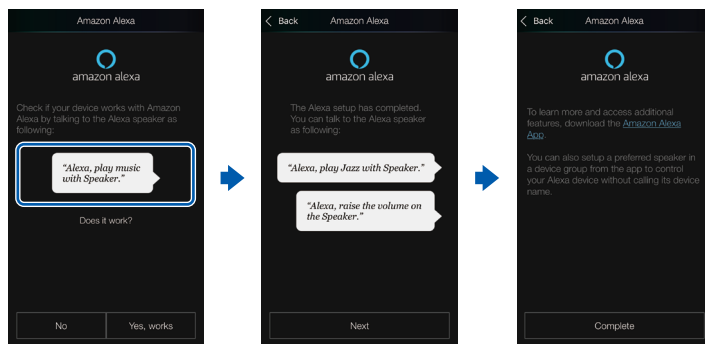 Amazon Alexa
amazon alexa
Check if your device works with Amazon
Alexa by talking to the Alexa speaker as
following:
"Alexa, play music
with Speaker."
Does it work?
No
Yes, works
Back
Amazon Alexa
amazon alexa
The Alexa setup has completed.
You can talk to the Alexa speaker
as following:
"Alexa, play Jazz with Speaker."
"Alexa, raise the volume on
the Speaker."
Next
Back
Amazon Alexa
amazon alexa
To learn more and access additional
features, download the Amazon Alexa
App.
You can also setup a preferred speaker in
a device group from the app to control
your Alexa device without calling its device
name.
Complete